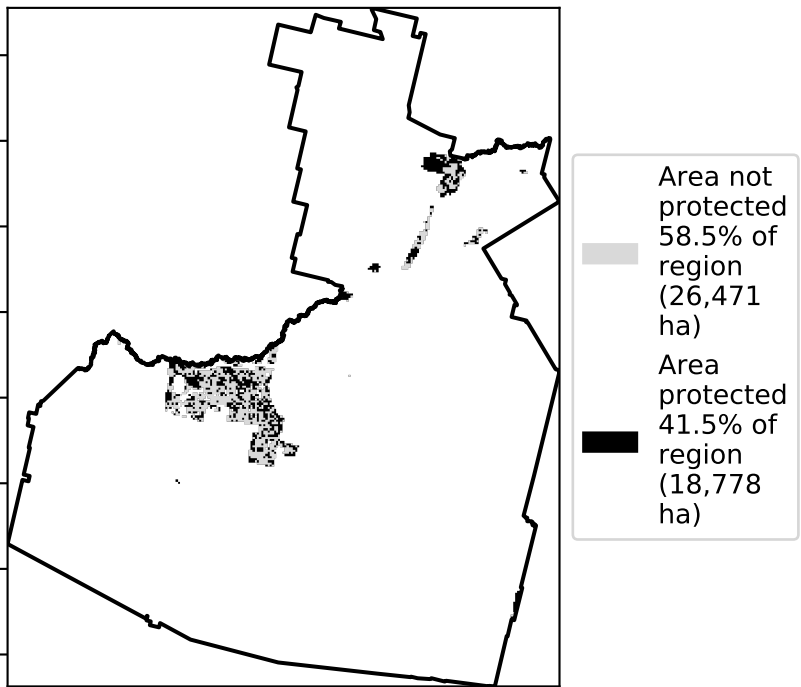 Area not
protected
58.5% of
region
(26,471
ha)
Area
protected
41.5% of
region
(18,778
ha)